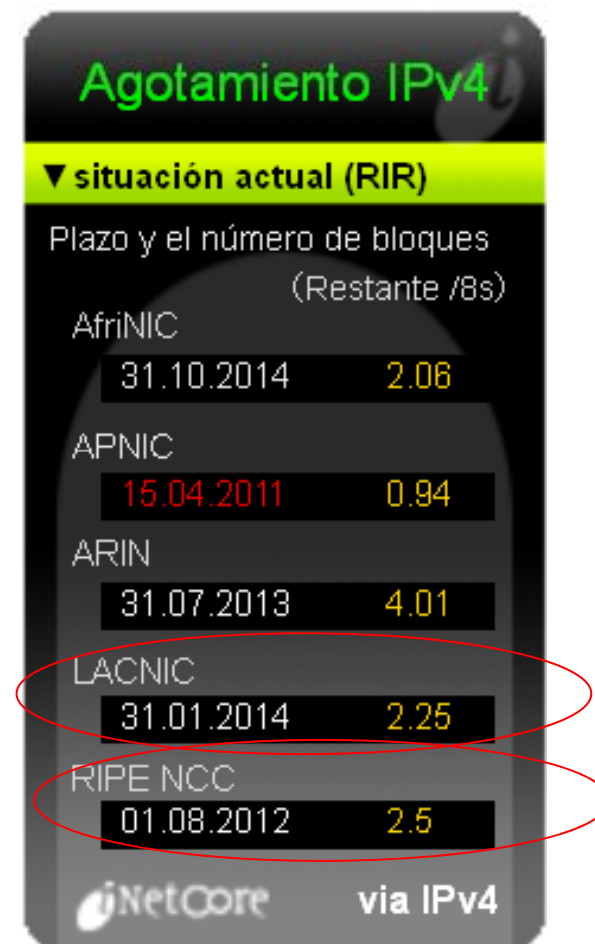 Agotamiento IPv4
▼situación actual (RIR)
Plazo y el número de bloques
(Restante /8s)
AfriNIC
31.10.2014 2.06
APNIC
15.04.2011 0.94
ARIN
31.07.2013 4.01
LACNIC
31.01.2014 2.25
RIPE NCC
01.08.2012 2.5
iNetCore via IPv4